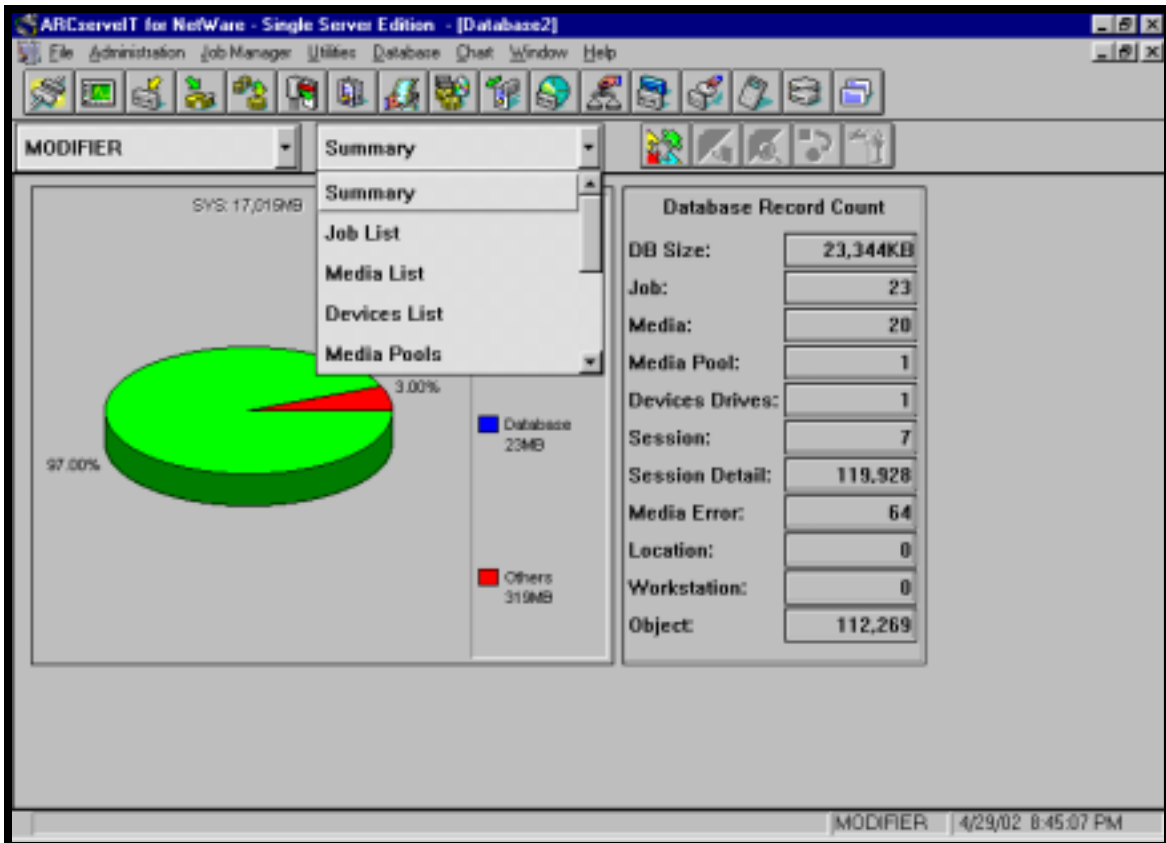 ARCserveIT for NetWare - Single Server Edition - [Database2]
File Administration Job Manager Utilities Database Chart Window Help
MODIFIER
Summary
Summary
Job List
Media List
Devices List
Media Pools
SYS: 17,019MB
3.00%
97.00%
Database
23MB
Others
319MB
Database Record Count
DB Size: 23,344KB
Job: 23
Media: 20
Media Pool: 1
Devices Drives: 1
Session: 7
Session Detail: 119,928
Media Error: 64
Location: 0
Workstation: 0
Object: 112,269
MODIFIER 4/29/02 8:45:07 PM